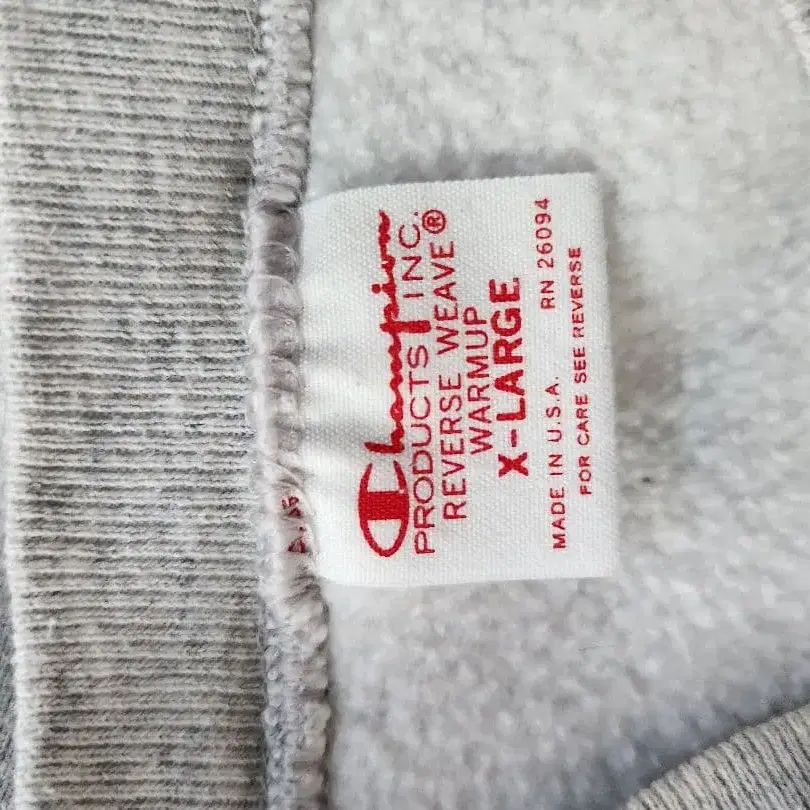 Champion
PRODUCTS INC.
REVERSE WEAVE®
WARMUP
X-LARGE
MADE IN U.S.A. RN 26094
FOR CARE SEE REVERSE